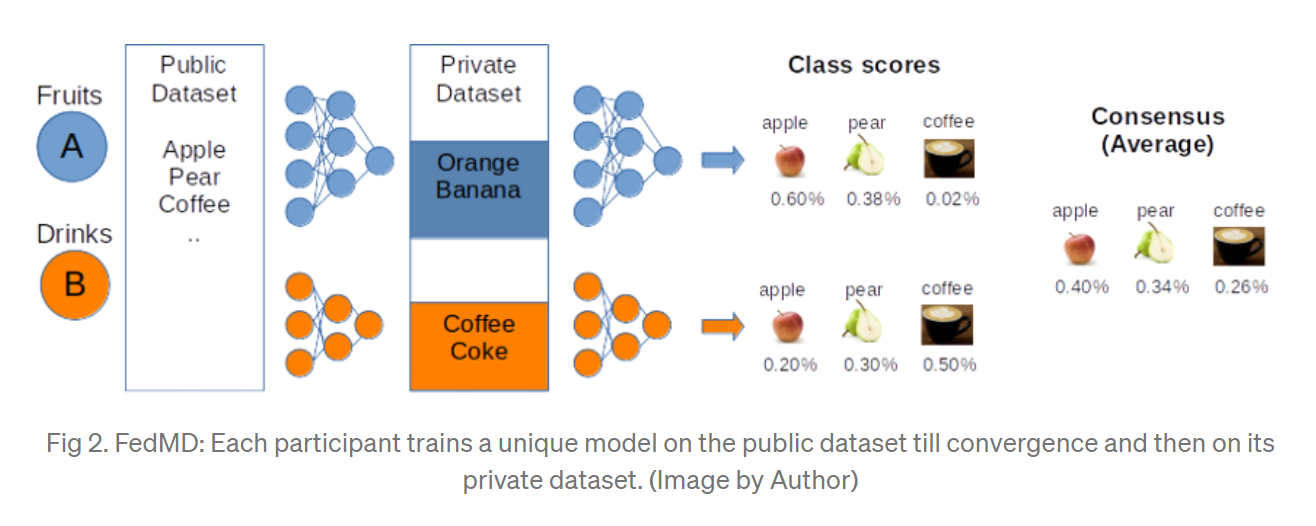 Fruits
A
Drinks
B
Public
Dataset
Apple
Pear
Coffee
..
Private
Dataset
Orange
Banana
Coffee
Coke
Class scores
apple pear coffee
0.60% 0.38% 0.02%
apple pear coffee
0.20% 0.30% 0.50%
Consensus
(Average)
apple pear coffee
0.40% 0.34% 0.26%
Fig 2. FedMD: Each participant trains a unique model on the public dataset till convergence and then on its
private dataset. (Image by Author)